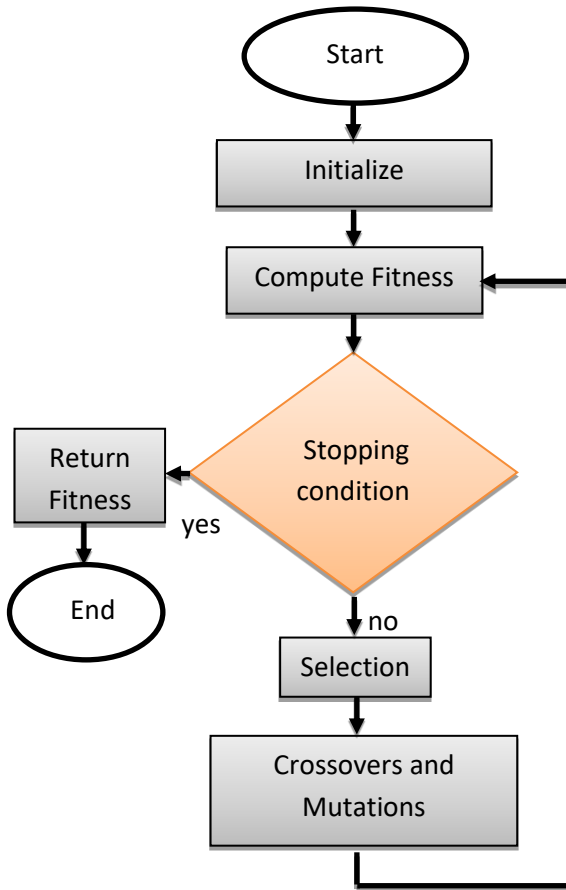 Start
Initialize
Compute Fitness
Stopping
condition
Return
Fitness
yes
End
no
Selection
Crossovers and
Mutations